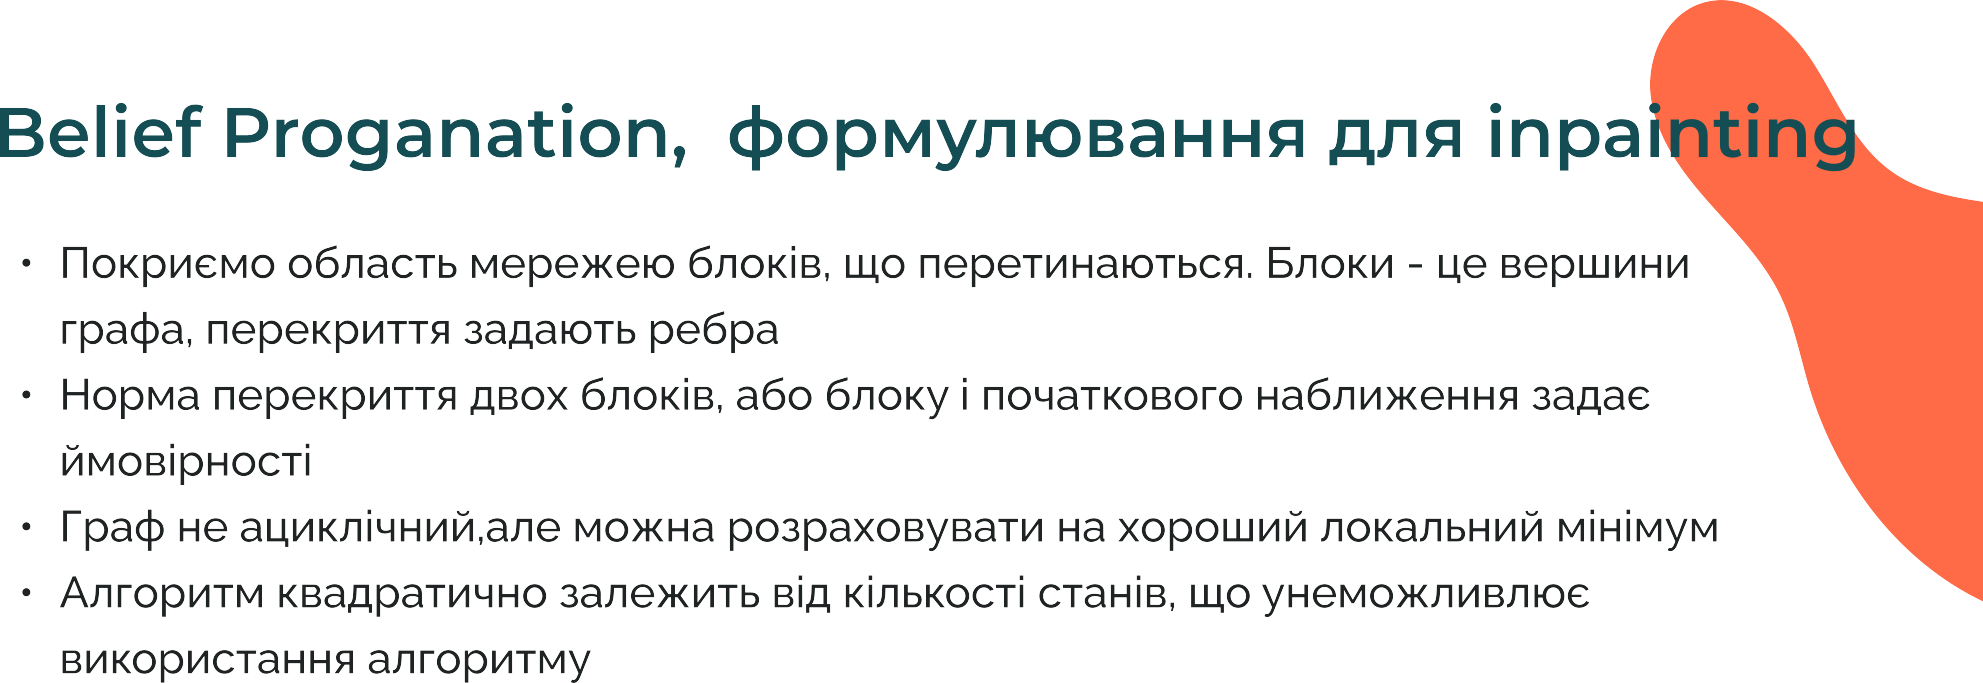 Belief Proganation, формулювання для inpainting
• Покриємо область мережею блоків, що перетинаються. Блоки - це вершини
графа, перекриття задають ребра
• Норма перекриття двох блоків, або блоку і початкового наближення задає
ймовірності
• Граф не ациклічний,але можна розраховувати на хороший локальний мінімум
• Алгоритм квадратично залежить від кількості станів, що унеможливлює
використання алгоритму